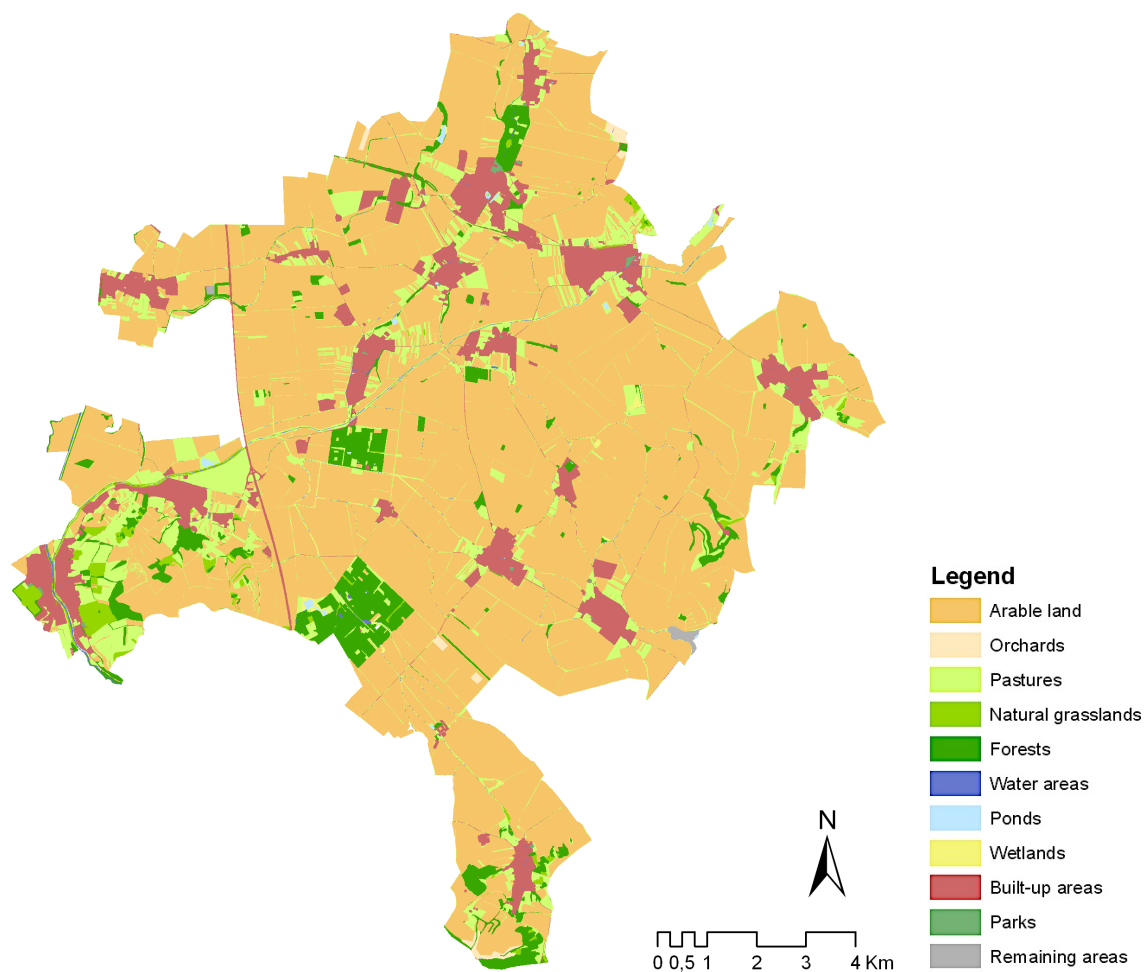 Legend
Arable land
Orchards
Pastures
Natural grasslands
Forests
Water areas
Ponds
Wetlands
Built-up areas
Parks
Remaining areas
N
0 0,5 1 2 3 4 Km